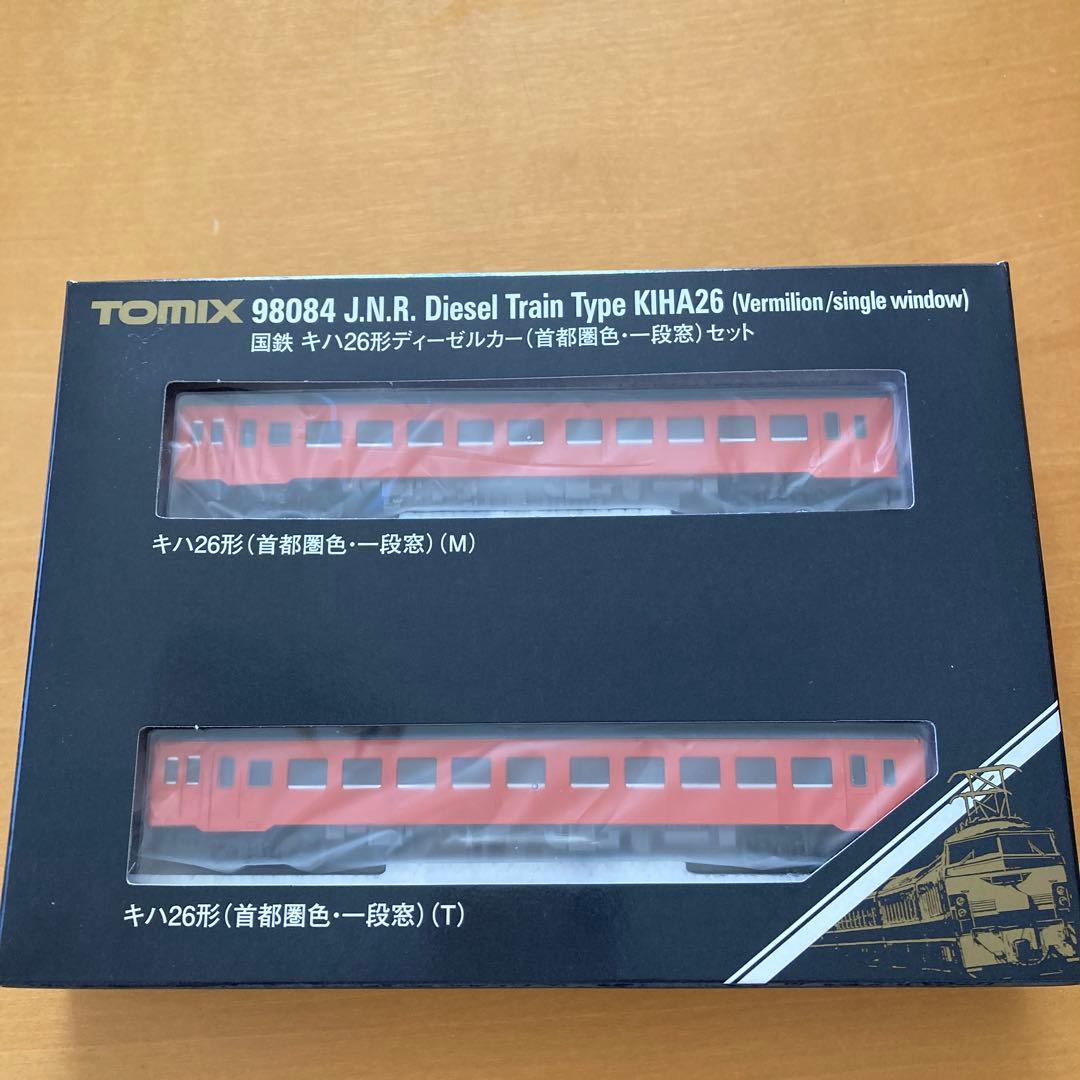 TOMIX 98084 J.N.R. Diesel Train Type KIHA26 (Vermilion/single window)
国鉄 キハ26形ディーゼルカー(首都圏色・一段窓)セット
キハ26形(首都圏色・一段窓)(M)
キハ26形(首都圏色・一段窓)(T)